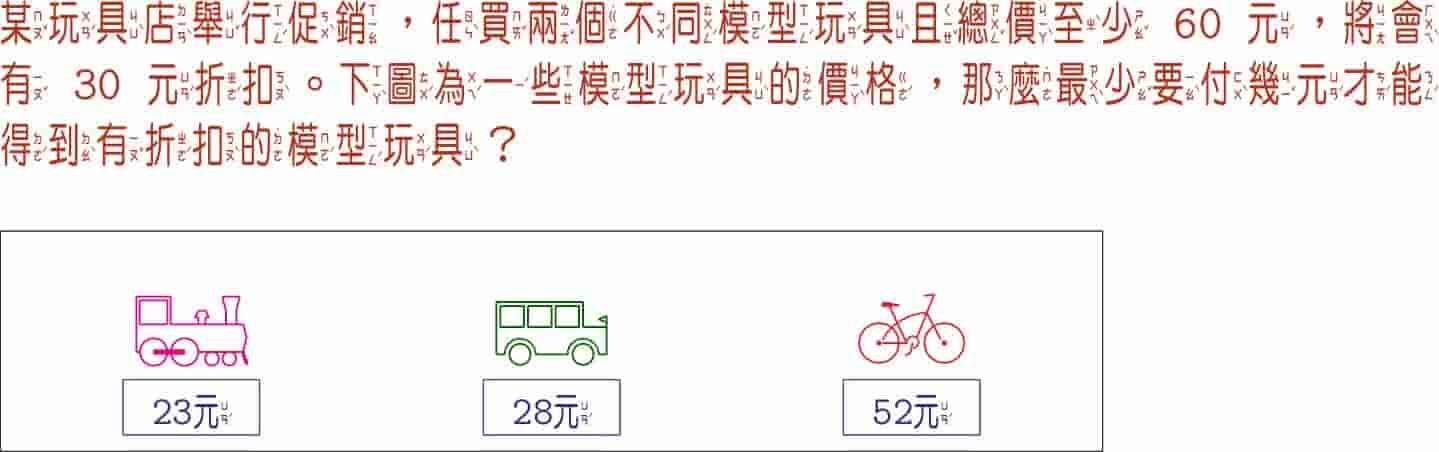 某玩具店舉行促銷，任買兩個不同模型玩具且總價至少 60 元，將會
有 30 元折扣。下圖為一些模型玩具的價格，那麼最少要付幾元才能
得到有折扣的模型玩具？
23元 28元 52元